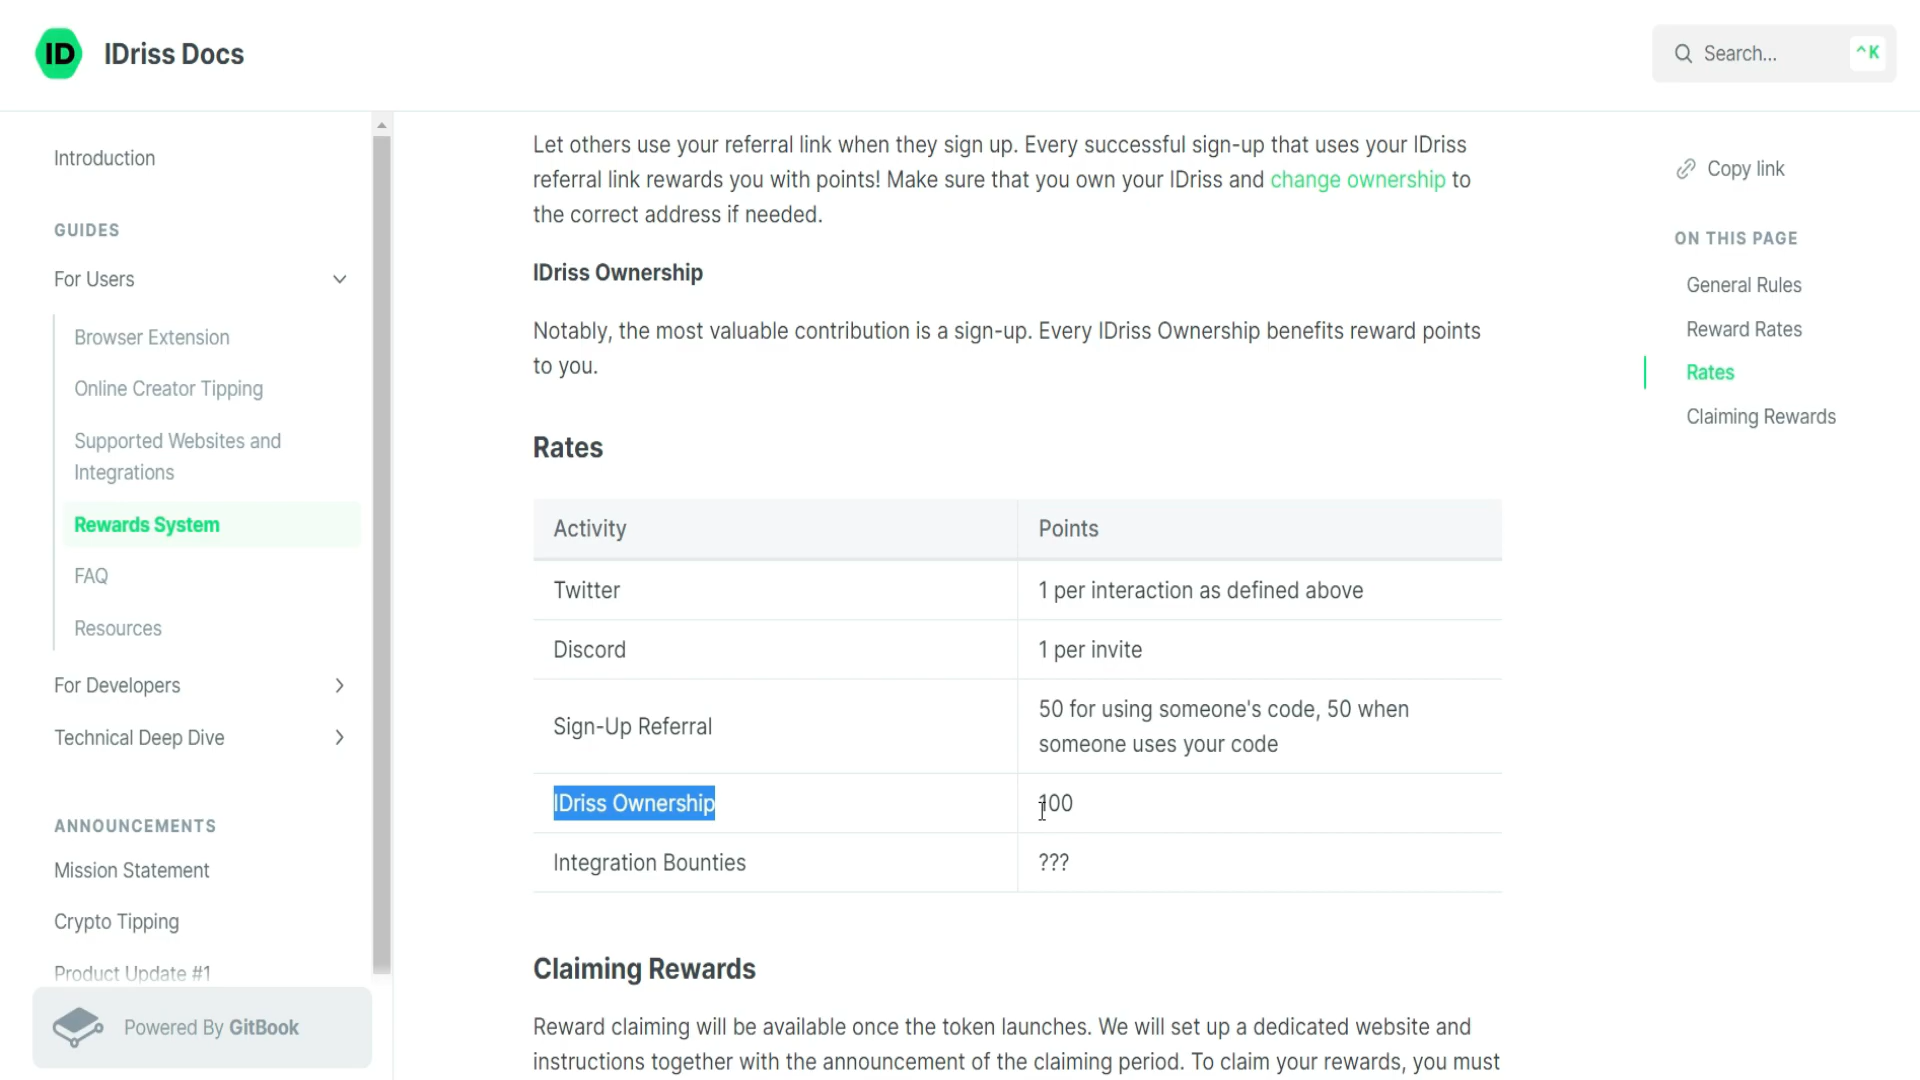 ID IDriss Docs
Search... ^K
Introduction
GUIDES
For Users
Browser Extension
Online Creator Tipping
Supported Websites and
Integrations
Rewards System
FAQ
Resources
For Developers
Technical Deep Dive
ANNOUNCEMENTS
Mission Statement
Crypto Tipping
Product Update #1
Powered By GitBook
Let others use your referral link when they sign up. Every successful sign-up that uses your IDriss
referral link rewards you with points! Make sure that you own your IDriss and change ownership to
the correct address if needed.
IDriss Ownership
Notably, the most valuable contribution is a sign-up. Every IDriss Ownership benefits reward points
to you.
Rates
Activity Points
Twitter 1 per interaction as defined above
Discord 1 per invite
Sign-Up Referral 50 for using someone's code, 50 when
someone uses your code
IDriss Ownership 100
Integration Bounties ???
Claiming Rewards
Reward claiming will be available once the token launches. We will set up a dedicated website and
instructions together with the announcement of the claiming period. To claim your rewards, you must
Copy link
ON THIS PAGE
General Rules
Reward Rates
Rates
Claiming Rewards